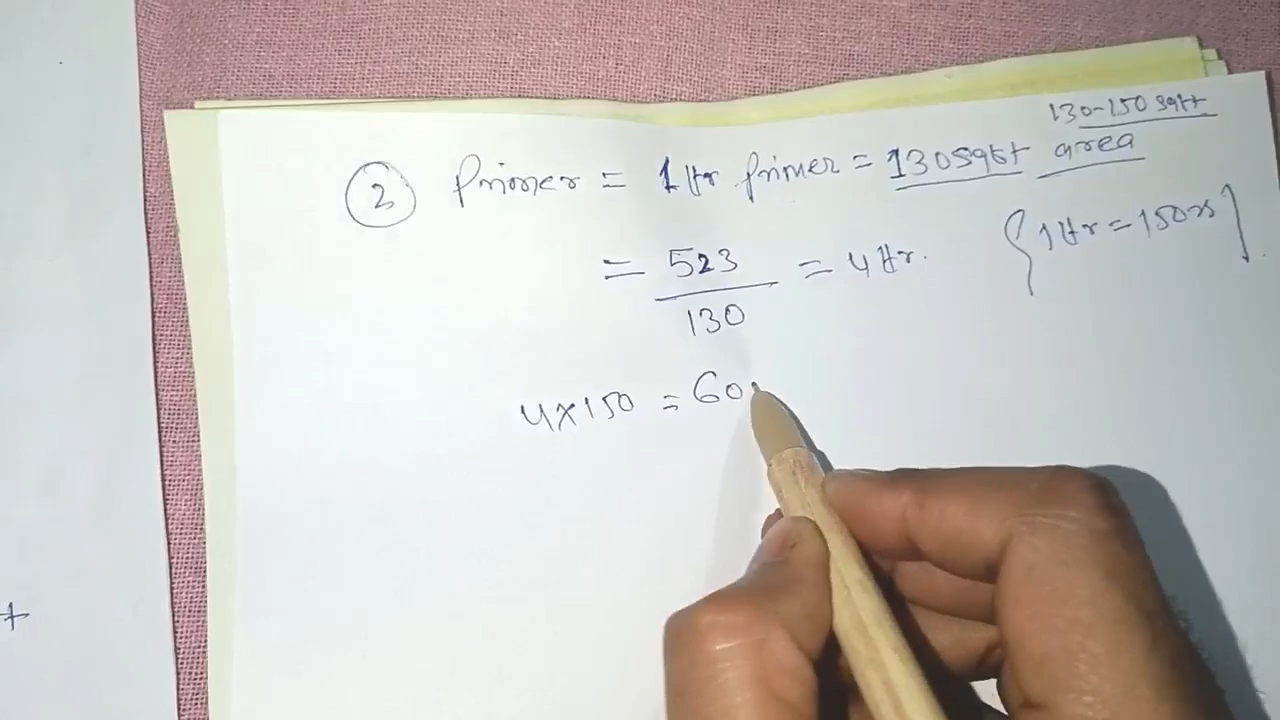 130-150 sqft
② Primer = 1 ltr primer = 130sqft area
= 523 / 130 = 4 ltr. {1 ltr = 150rs}
4x150 = 60
+